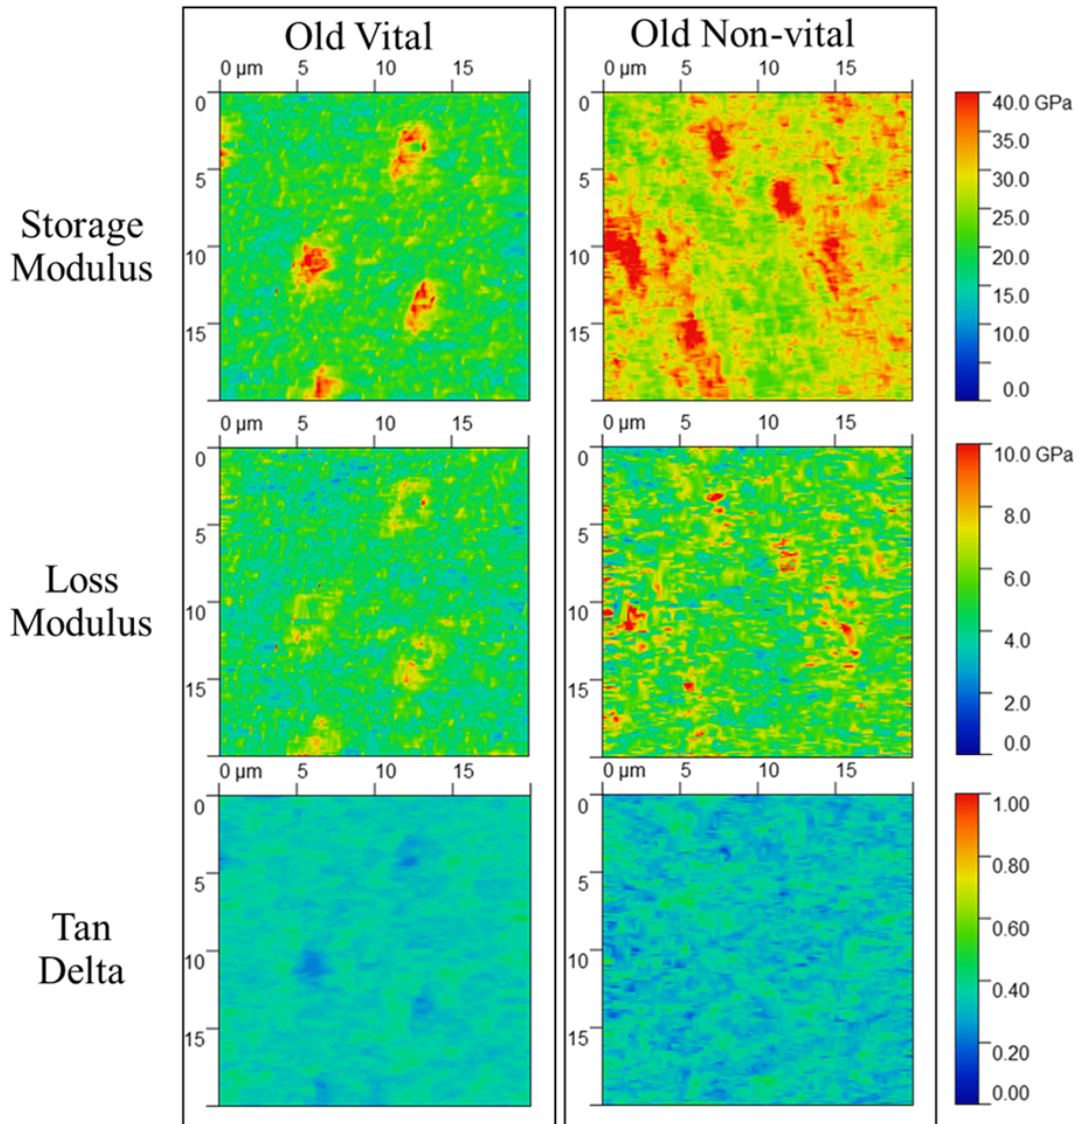 Old Vital
Old Non-vital
0 µm 5 10 15
0 µm 5 10 15
0
5
10
15
0
5
10
15
40.0 GPa
35.0
30.0
25.0
20.0
15.0
10.0
0.0
Storage
Modulus
0 µm 5 10 15
0 µm 5 10 15
0
5
10
15
0
5
10
15
10.0 GPa
8.0
6.0
4.0
2.0
0.0
Loss
Modulus
0 µm 5 10 15
0 µm 5 10 15
0
5
10
15
0
5
10
15
1.00
0.80
0.60
0.40
0.20
0.00
Tan
Delta